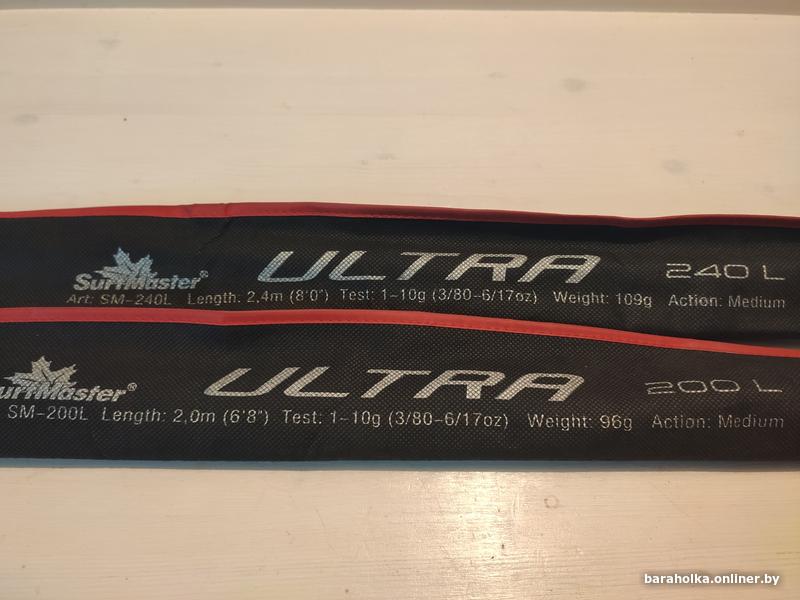 SurfMaster® ULTRA 240 L
Art: SM-240L Length: 2,4m (8'0") Test: 1-10g (3/80-6/17oz) Weight: 109g Action: Medium
urfMaster® ULTRA 200 L
SM-200L Length: 2,0m (6'8") Test: 1-10g (3/80-6/17oz) Weight: 96g Action: Medium
baraholka.onliner.by